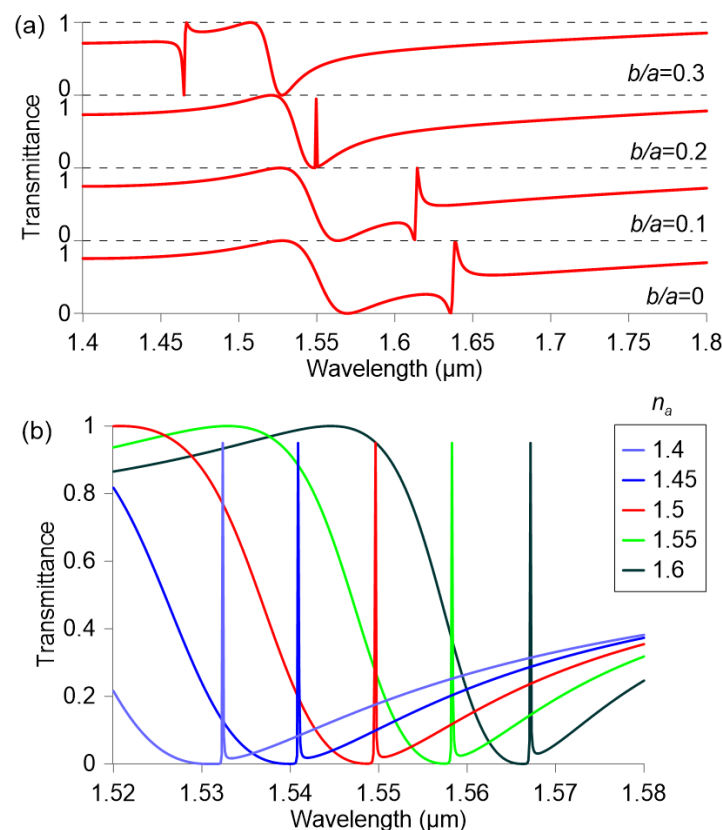 (a)
Transmittance
1
0
b/a=0.3
1
0
b/a=0.2
1
0
b/a=0.1
1
0
b/a=0
1.4 1.45 1.5 1.55 1.6 1.65 1.7 1.75 1.8
Wavelength (µm)
(b)
Transmittance
1
0.8
0.6
0.4
0.2
0
1.52 1.53 1.54 1.55 1.56 1.57 1.58
Wavelength (µm)
nₐ
1.4
1.45
1.5
1.55
1.6